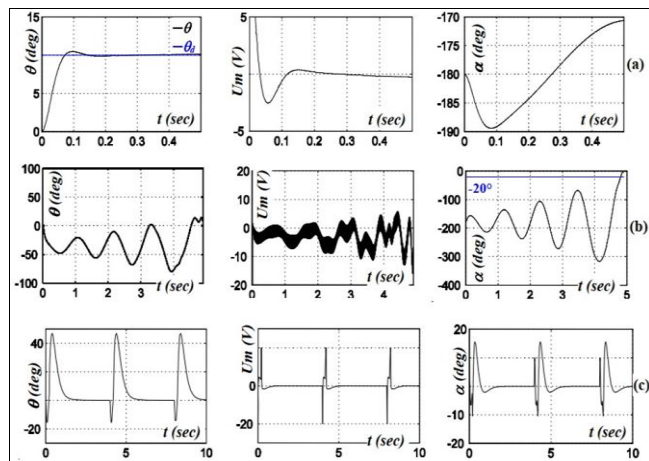 15
10
5
0
θ (deg)
−θ
−θd
t (sec)
0 0.1 0.2 0.3 0.4
5
0
-5
Um (V)
t (sec)
0 0.1 0.2 0.3 0.4
-170
-175
-180
-185
-190
α (deg)
t (sec)
0 0.1 0.2 0.3 0.4
(a)
100
50
0
-50
-100
θ (deg)
t (sec)
0 1 2 3 4
20
10
0
-10
-20
Um (V)
t (sec)
0 1 2 3 4
0
-100
-200
-300
-400
-20°
α (deg)
t (sec)
0 1 2 3 4 5
(b)
40
20
0
-20
θ (deg)
t (sec)
0 5 10
20
0
-20
Um (V)
t (sec)
0 5 10
20
10
0
-10
-20
-30
α (deg)
t (sec)
0 5 10
(c)